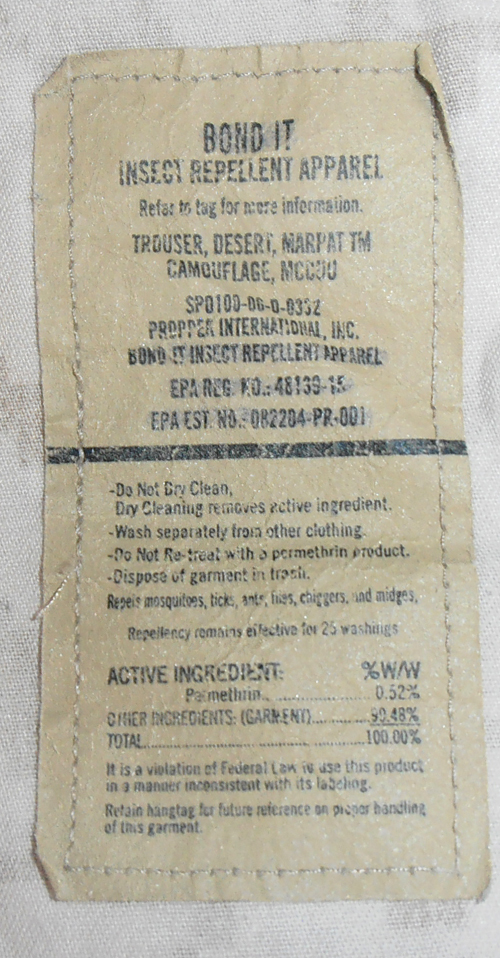 BOND IT
INSECT REPELLENT APPAREL
Refer to tag for more information.
TROUSER, DESERT, MARPAT TM
CAMOUFLAGE, MCCUU
SPO100-06-D-0352
PROPPER INTERNATIONAL, INC.
BOND IT INSECT REPELLENT APPAREL
EPA REG. NO.: 48139-15
EPA EST. NO.: 082204-PR-001
-Do Not Dry Clean,
Dry Cleaning removes active ingredient.
-Wash separately from other clothing.
-Do Not Re-treat with a permethrin product.
-Dispose of garment in trash.
Repels mosquitoes, ticks, ants, flies, chiggers, and midges,
Repellency remains effective for 25 washings
ACTIVE INGREDIENT: %W/W
Permethrin.................................0.52%
OTHER INGREDIENTS: (GARMENT)............99.48%
TOTAL..........................................100.00%
It is a violation of Federal Law to use this product
in a manner inconsistent with its labeling.
Retain hangtag for future reference on proper handling
of this garment.